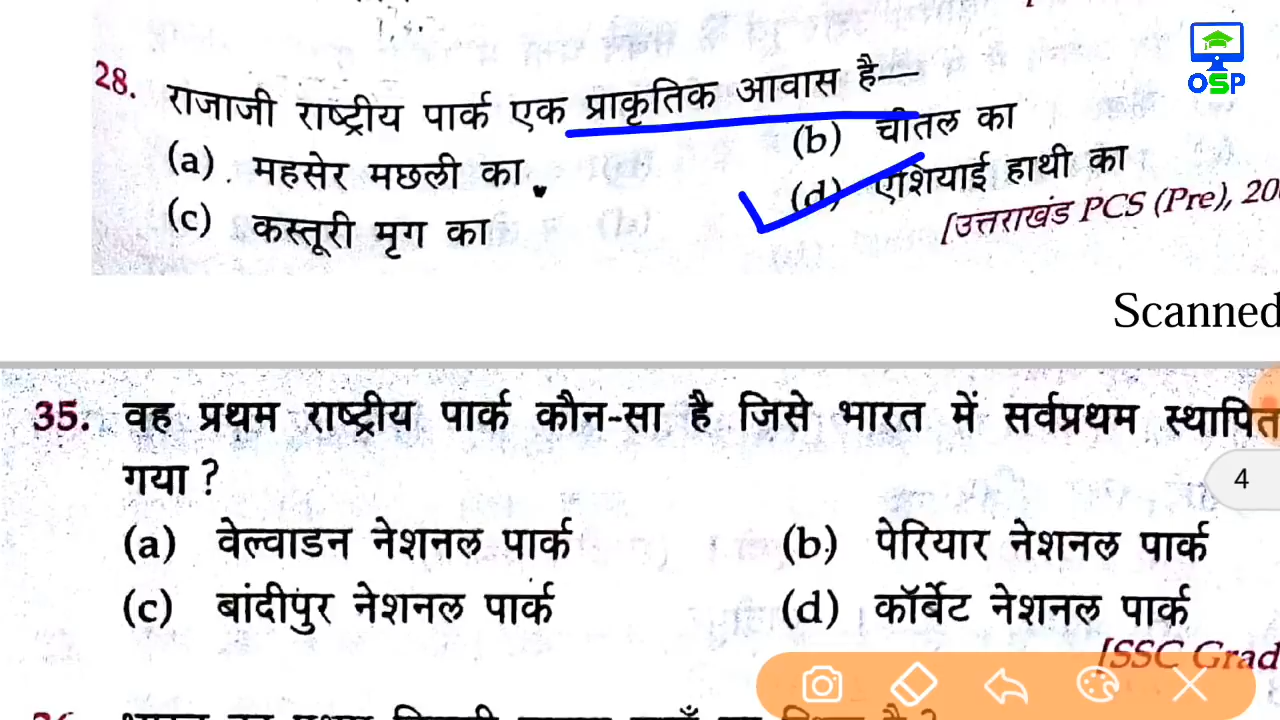 OSP
28. राजाजी राष्ट्रीय पार्क एक प्राकृतिक आवास है—
(a) महसेर मछली का (b) चीतल का
(c) कस्तूरी मृग का (d) एशियाई हाथी का
[उत्तराखंड PCS (Pre), 20
Scanned
35. वह प्रथम राष्ट्रीय पार्क कौन-सा है जिसे भारत में सर्वप्रथम स्थापित
गया ?
4
(a) वेल्वाडन नेशनल पार्क (b) पेरियार नेशनल पार्क
(c) बांदीपुर नेशनल पार्क (d) कॉर्बेट नेशनल पार्क
[SSC Grad